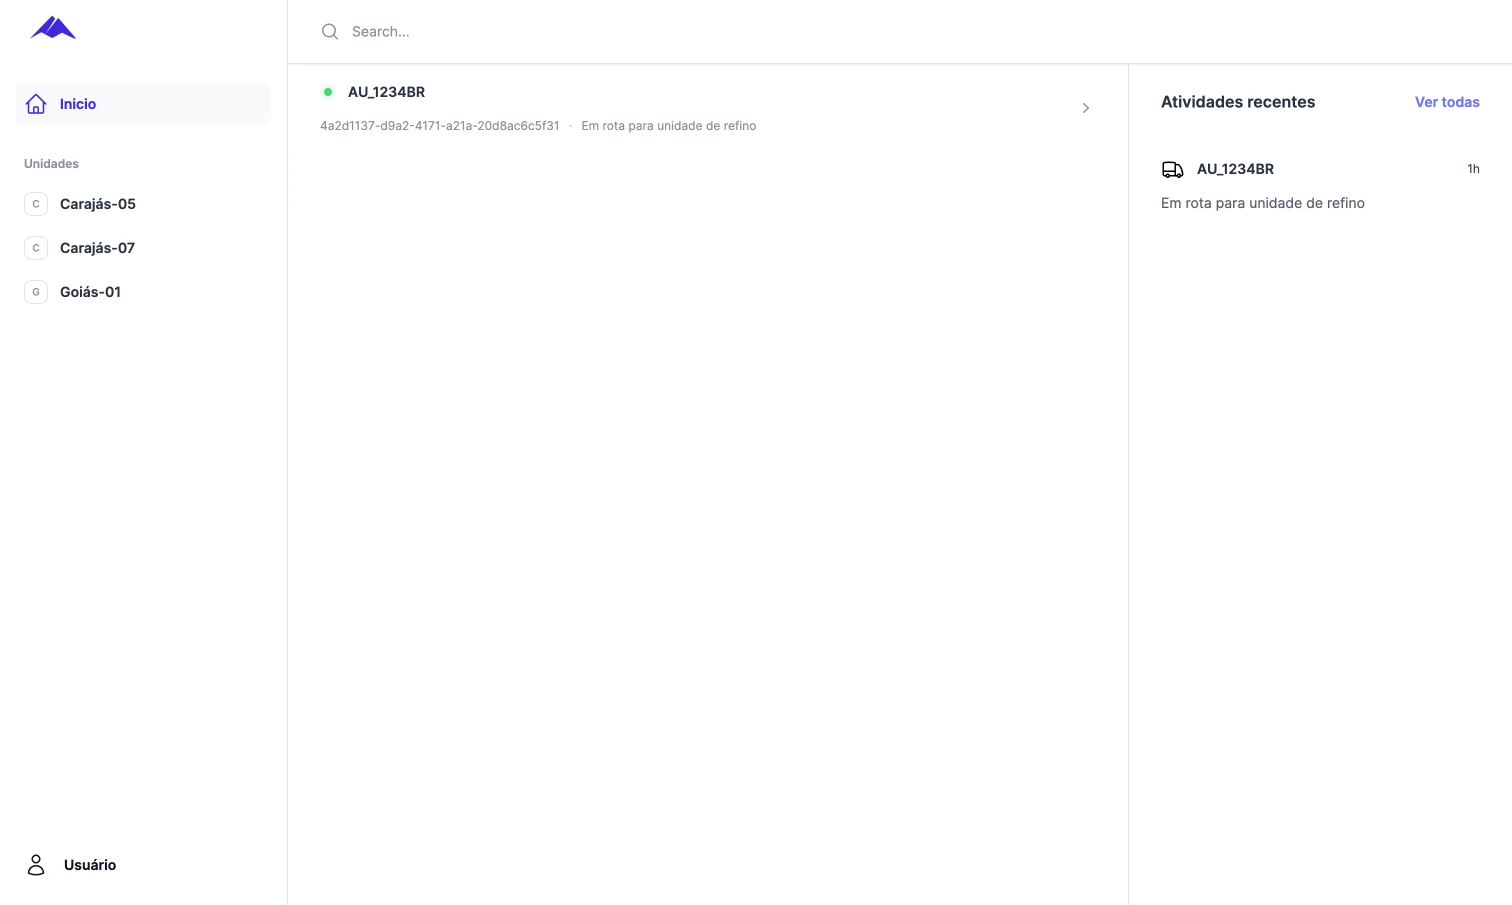 Search...
Inicio
Unidades
C Carajás-05
C Carajás-07
G Goiás-01
Usuário
AU_1234BR
4a2d1137-d9a2-4171-a21a-20d8ac6c5f31 · Em rota para unidade de refino
Atividades recentes Ver todas
AU_1234BR 1h
Em rota para unidade de refino